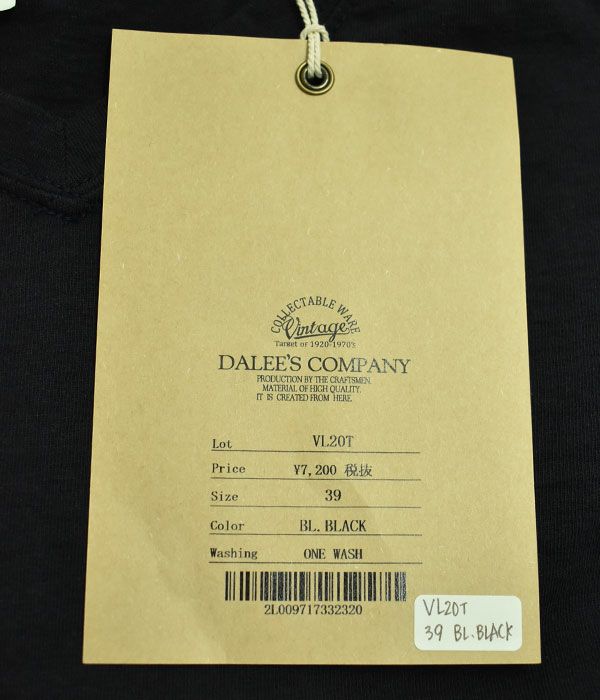 COLLECTABLE WARE
Vintage
Target or 1920-1970's
DALEE'S COMPANY
PRODUCTION BY THE CRAFTSMEN.
MATERIAL OF HIGH QUALITY.
IT IS CREATED FROM HERE.
Lot VL20T
Price ¥7,200 税抜
Size 39
Color BL.BLACK
Washing ONE WASH
2L009717332320
VL20T
39 BL.BLACK